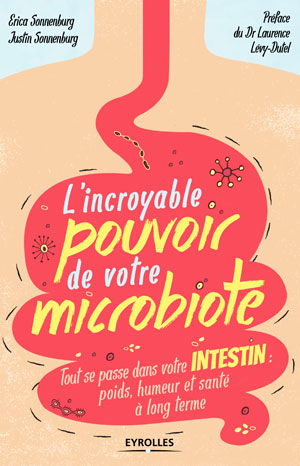 Erica Sonnenburg
Justin Sonnenburg
Préface
du Dr Laurence
Lévy-Dutel
L'incroyable
pouvoir
de votre
microbiote
Tout se passe dans votre INTESTIN :
poids, humeur et santé
à long terme
EYROLLES